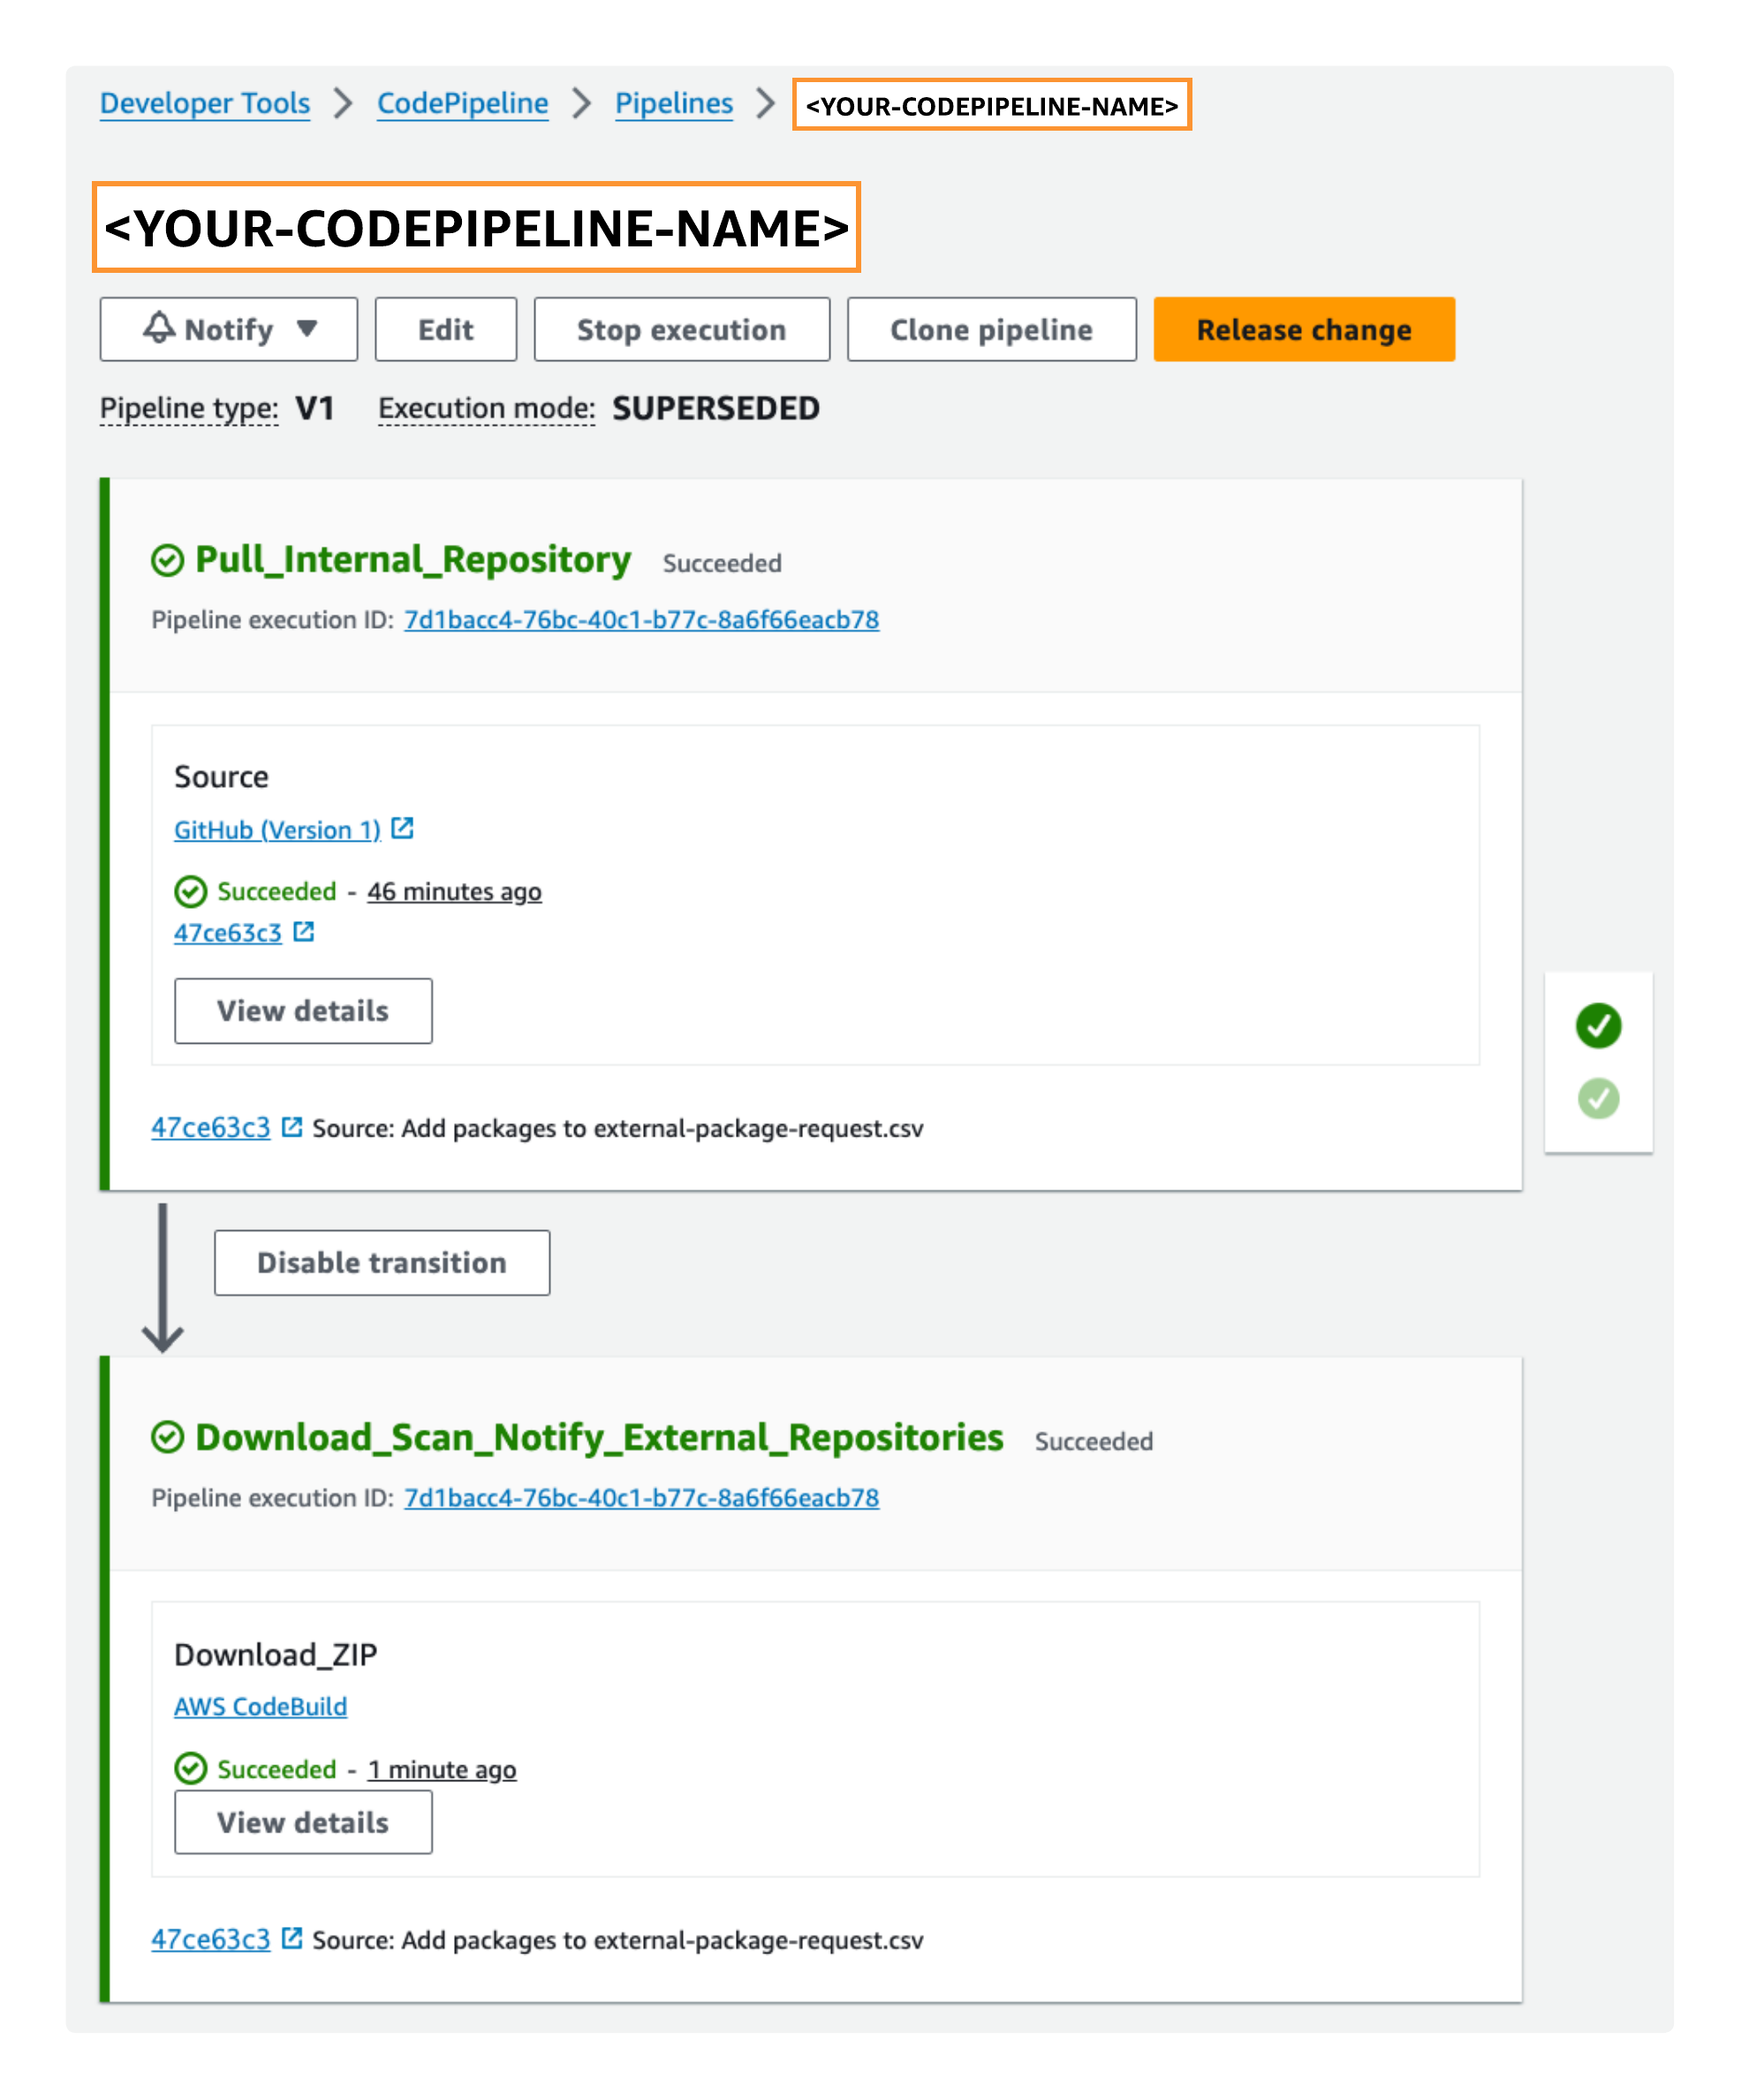 Developer Tools > CodePipeline > Pipelines > <YOUR-CODEPIPELINE-NAME>
<YOUR-CODEPIPELINE-NAME>
Notify Edit Stop execution Clone pipeline Release change
Pipeline type: V1 Execution mode: SUPERSEDED
Pull_Internal_Repository Succeeded
Pipeline execution ID: 7d1bacc4-76bc-40c1-b77c-8a6f66eacb78
Source
GitHub (Version 1)
Succeeded - 46 minutes ago
47ce63c3
View details
47ce63c3 Source: Add packages to external-package-request.csv
Disable transition
Download_Scan_Notify_External_Repositories Succeeded
Pipeline execution ID: 7d1bacc4-76bc-40c1-b77c-8a6f66eacb78
Download_ZIP
AWS CodeBuild
Succeeded - 1 minute ago
View details
47ce63c3 Source: Add packages to external-package-request.csv